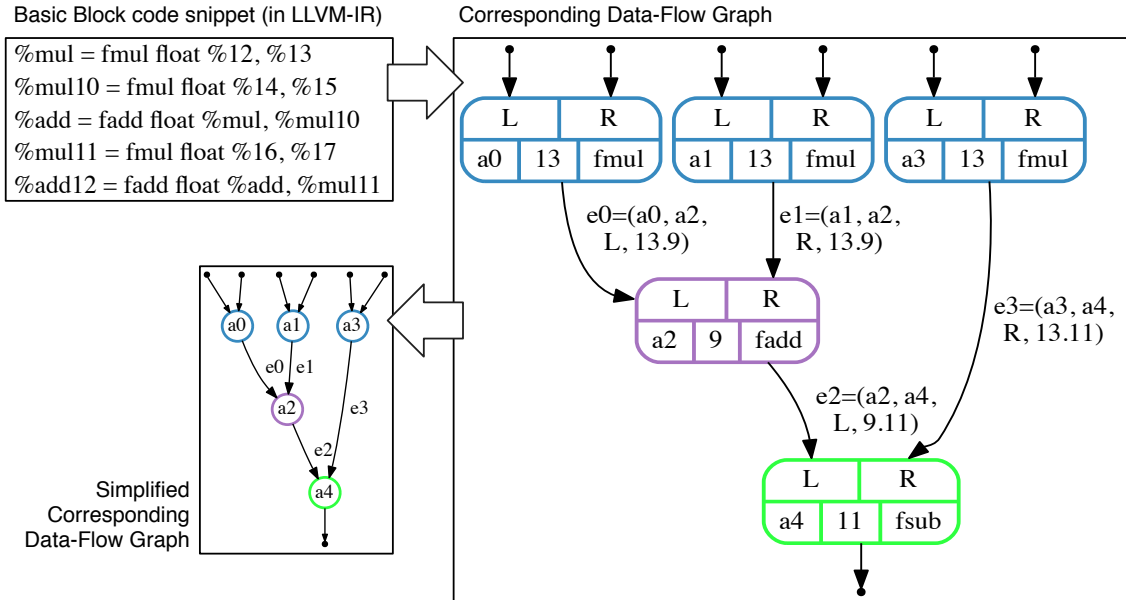 Basic Block code snippet (in LLVM-IR)
%mul = fmul float %12, %13
%mul10 = fmul float %14, %15
%add = fadd float %mul, %mul10
%mul11 = fmul float %16, %17
%add12 = fadd float %add, %mul11
Corresponding Data-Flow Graph
L R
a0 13 fmul
L R
a1 13 fmul
L R
a3 13 fmul
e0=(a0, a2,
L, 13.9)
e1=(a1, a2,
R, 13.9)
e3=(a3, a4,
R, 13.11)
L R
a2 9 fadd
e2=(a2, a4,
L, 9.11)
L R
a4 11 fsub
a0 a1 a3
e0 e1
a2 e3
e2
a4
Simplified
Corresponding
Data-Flow Graph